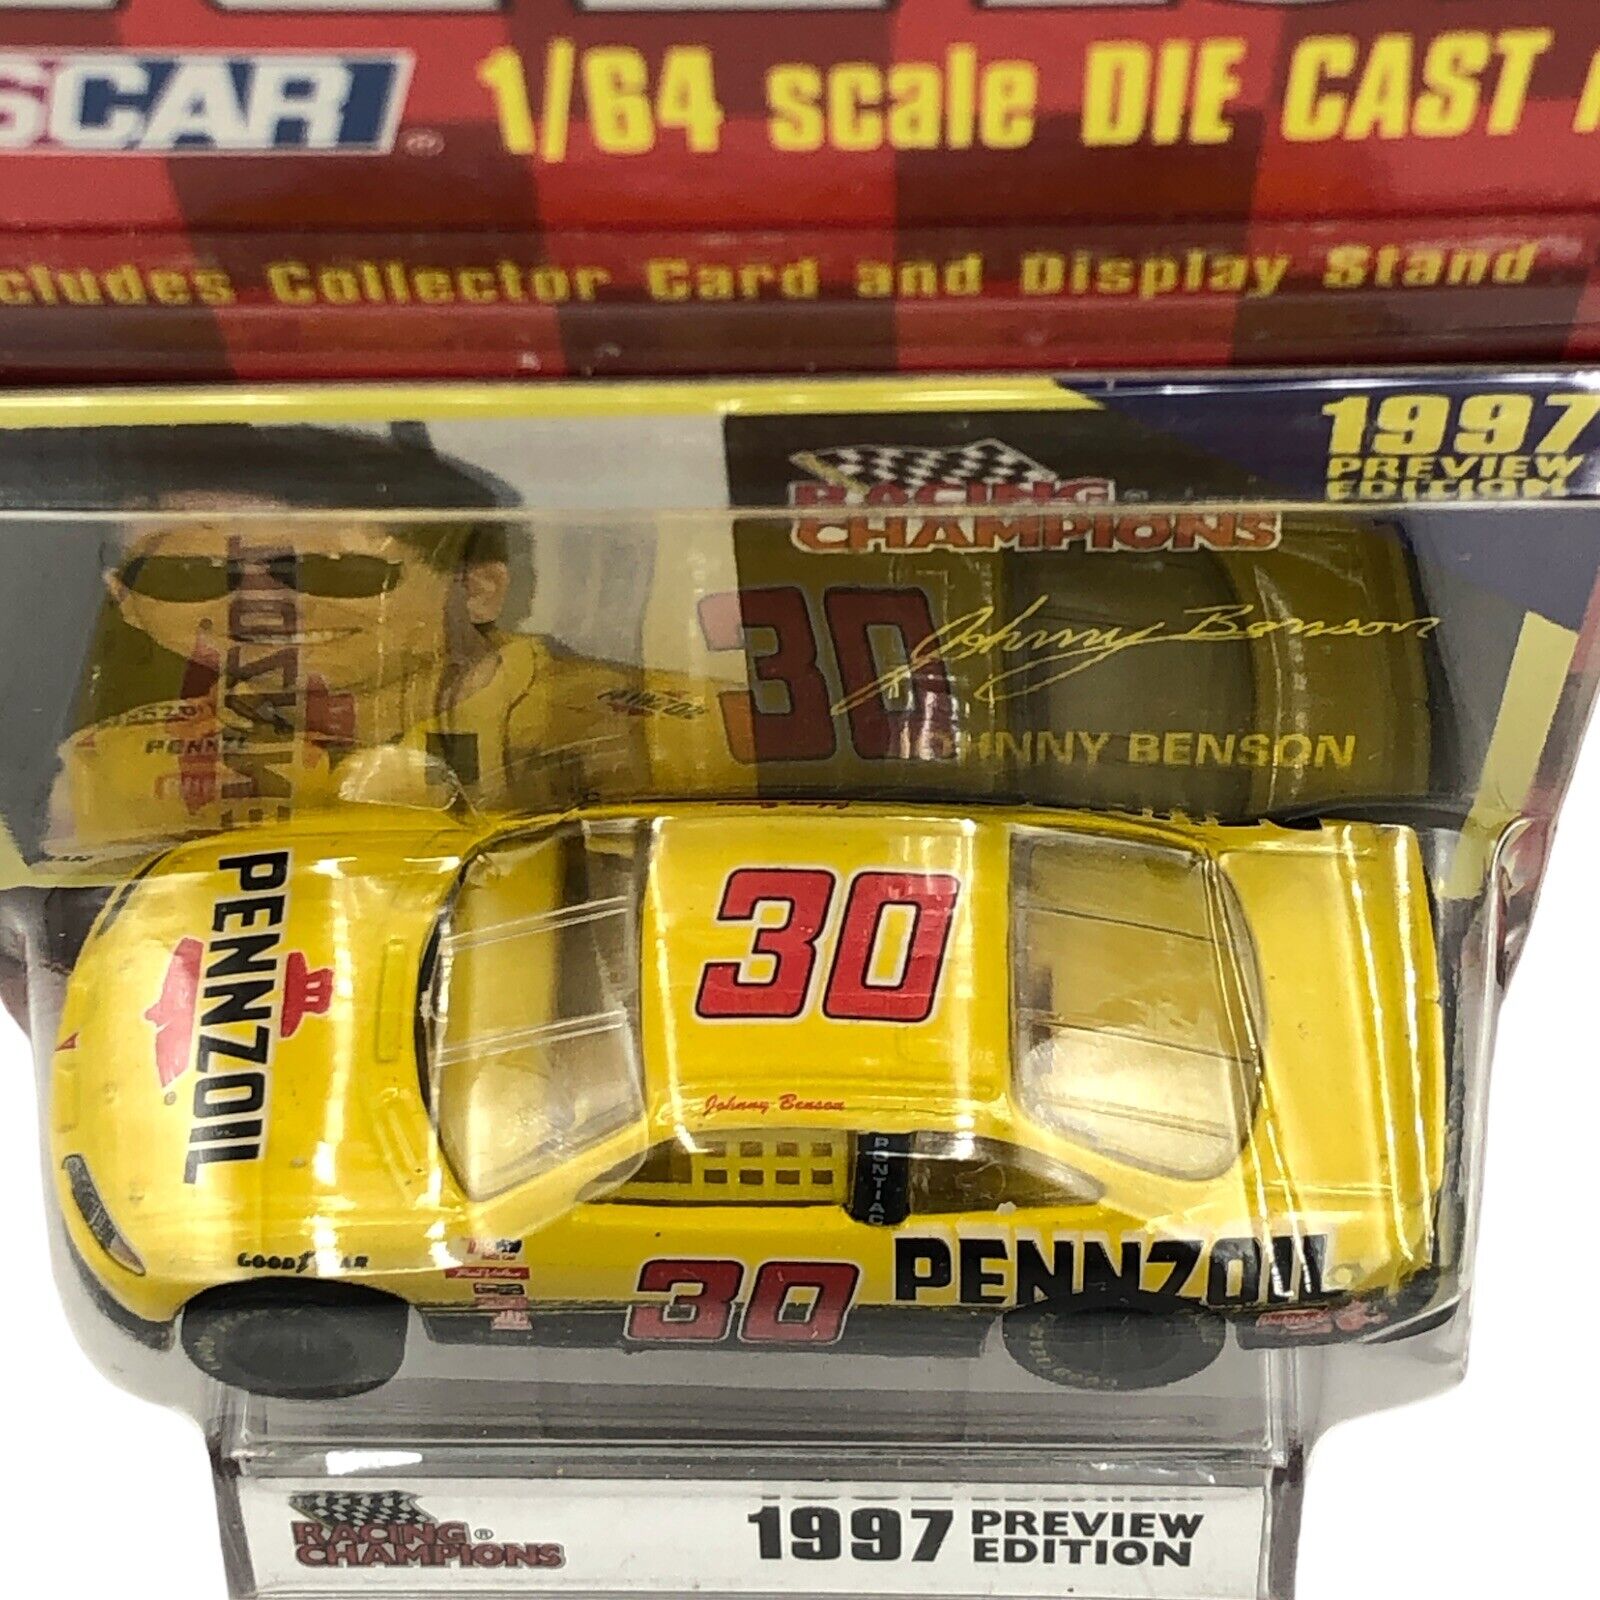 SCAR® 1/64 scale DIE CAST
cludes Collector Card and Display Stand
1997
PREVIEW
EDITION
RACING®
CHAMPIONS
30
Johnny Benson
JOHNNY BENSON
PENNZOIL
PENNZOIL
30
Johnny Benson
PONTIAC
GOODYEAR
30
PENNZOIL
RACING®
CHAMPIONS
1997 PREVIEW
EDITION